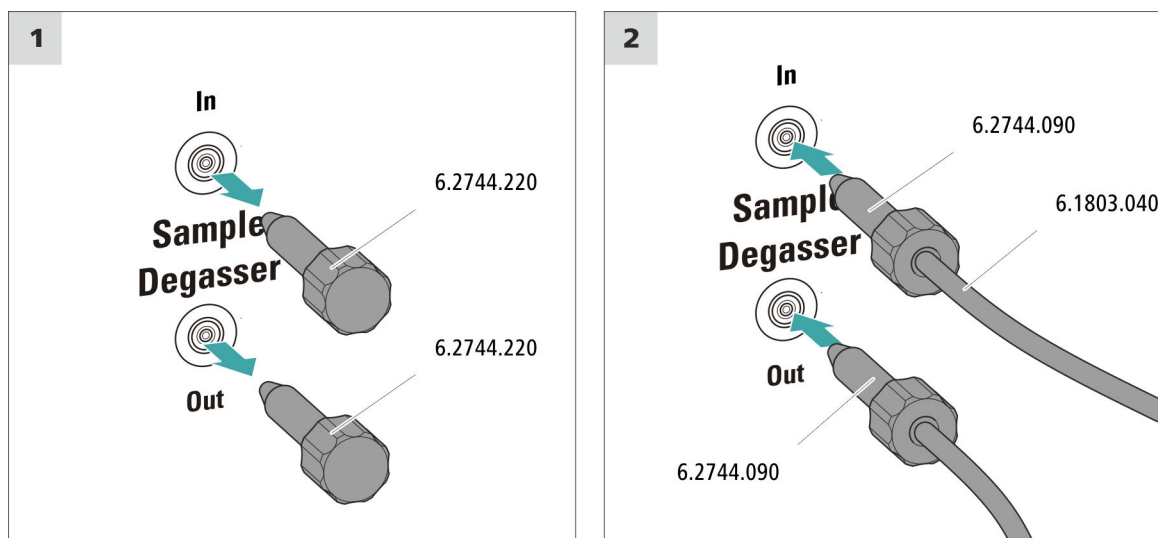 1
In
6.2744.220
Sample
Degasser
6.2744.220
Out
2
In
6.2744.090
6.1803.040
Sample
Degasser
Out
6.2744.090